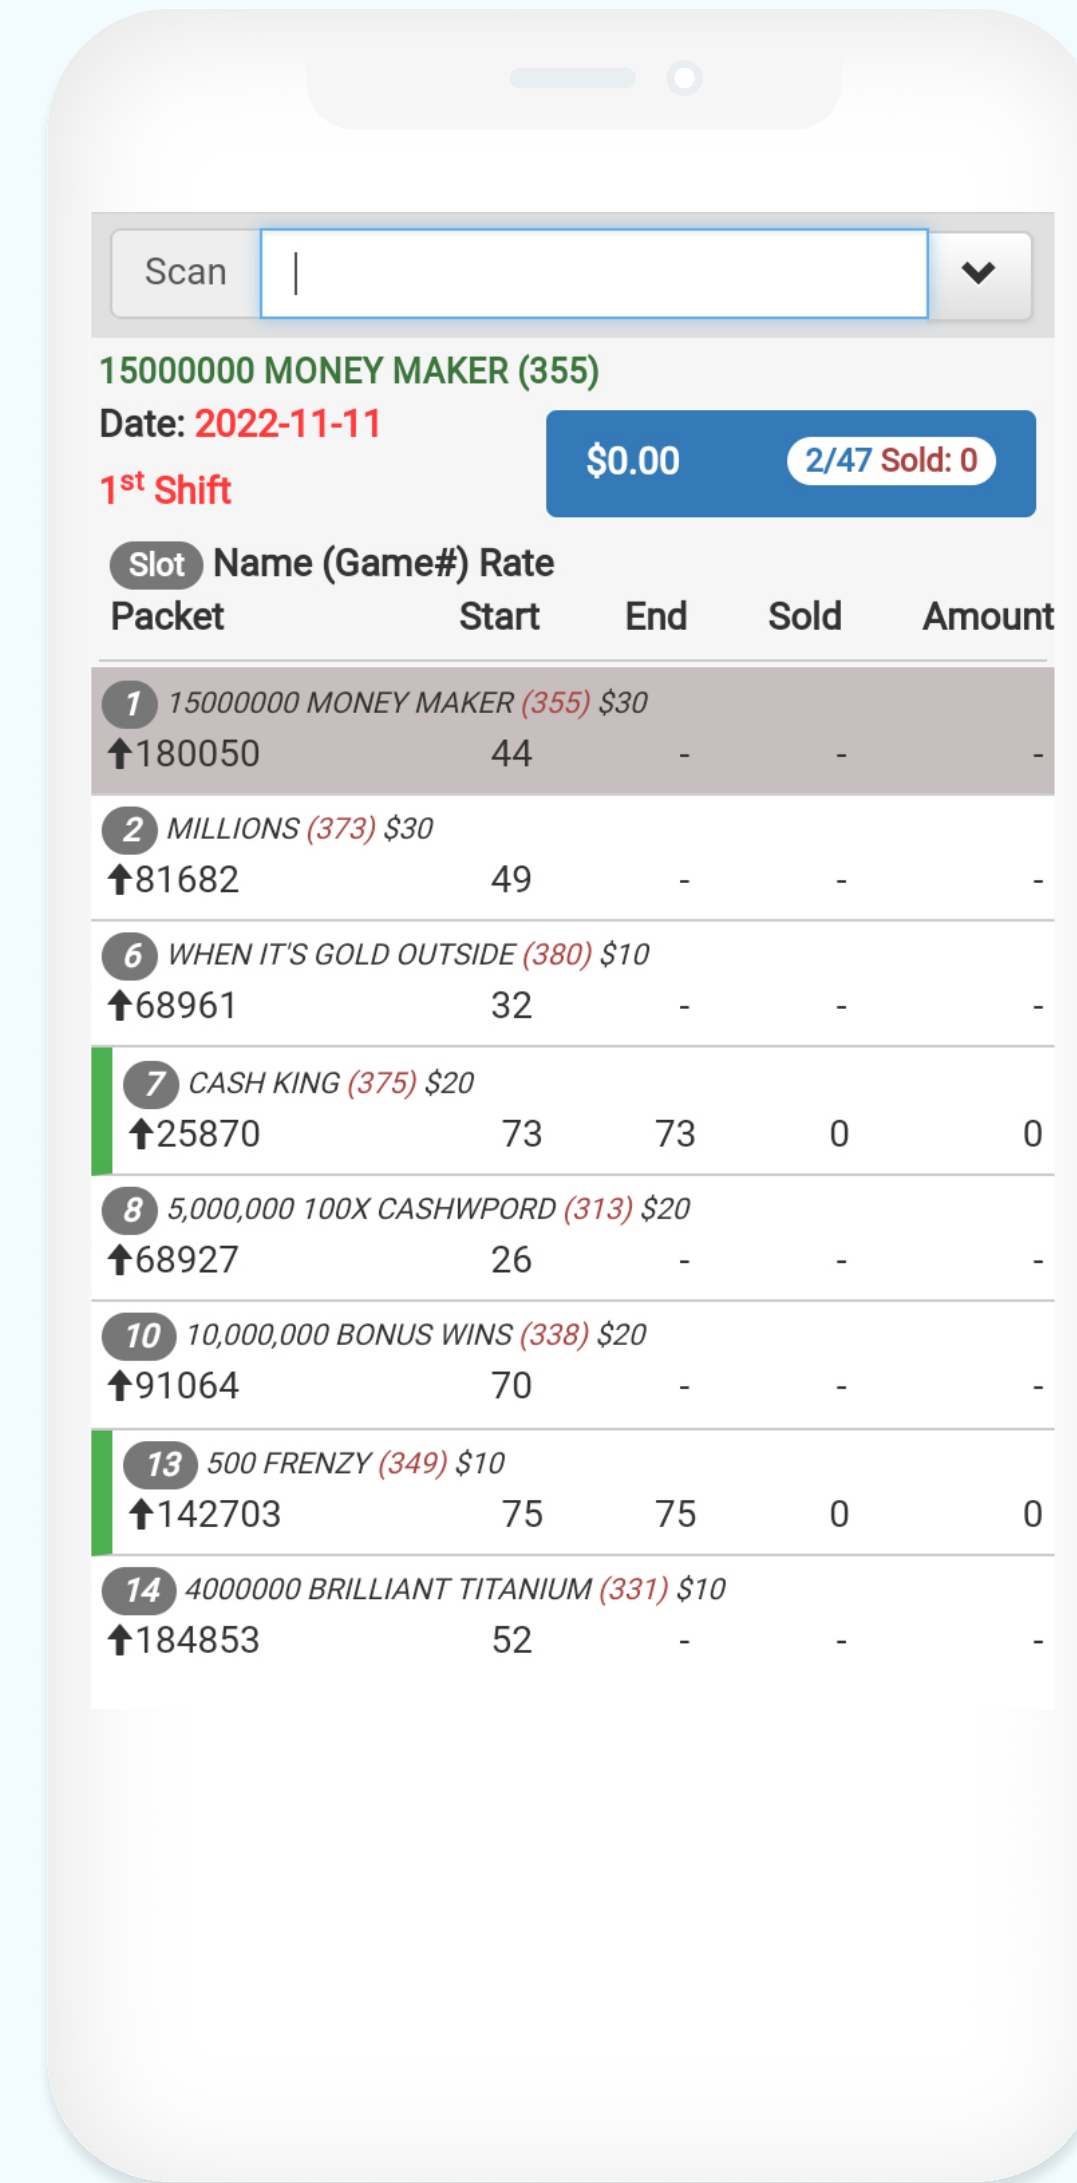 Scan
15000000 MONEY MAKER (355)
Date: 2022-11-11
$0.00 2/47 Sold: 0
1st Shift
Slot Name (Game#) Rate
Packet Start End Sold Amount
1 15000000 MONEY MAKER (355) $30
↑180050 44 - - -
2 MILLIONS (373) $30
↑81682 49 - - -
6 WHEN IT'S GOLD OUTSIDE (380) $10
↑68961 32 - - -
7 CASH KING (375) $20
↑25870 73 73 0 0
8 5,000,000 100X CASHWPORD (313) $20
↑68927 26 - - -
10 10,000,000 BONUS WINS (338) $20
↑91064 70 - - -
13 500 FRENZY (349) $10
↑142703 75 75 0 0
14 4000000 BRILLIANT TITANIUM (331) $10
↑184853 52 - - -